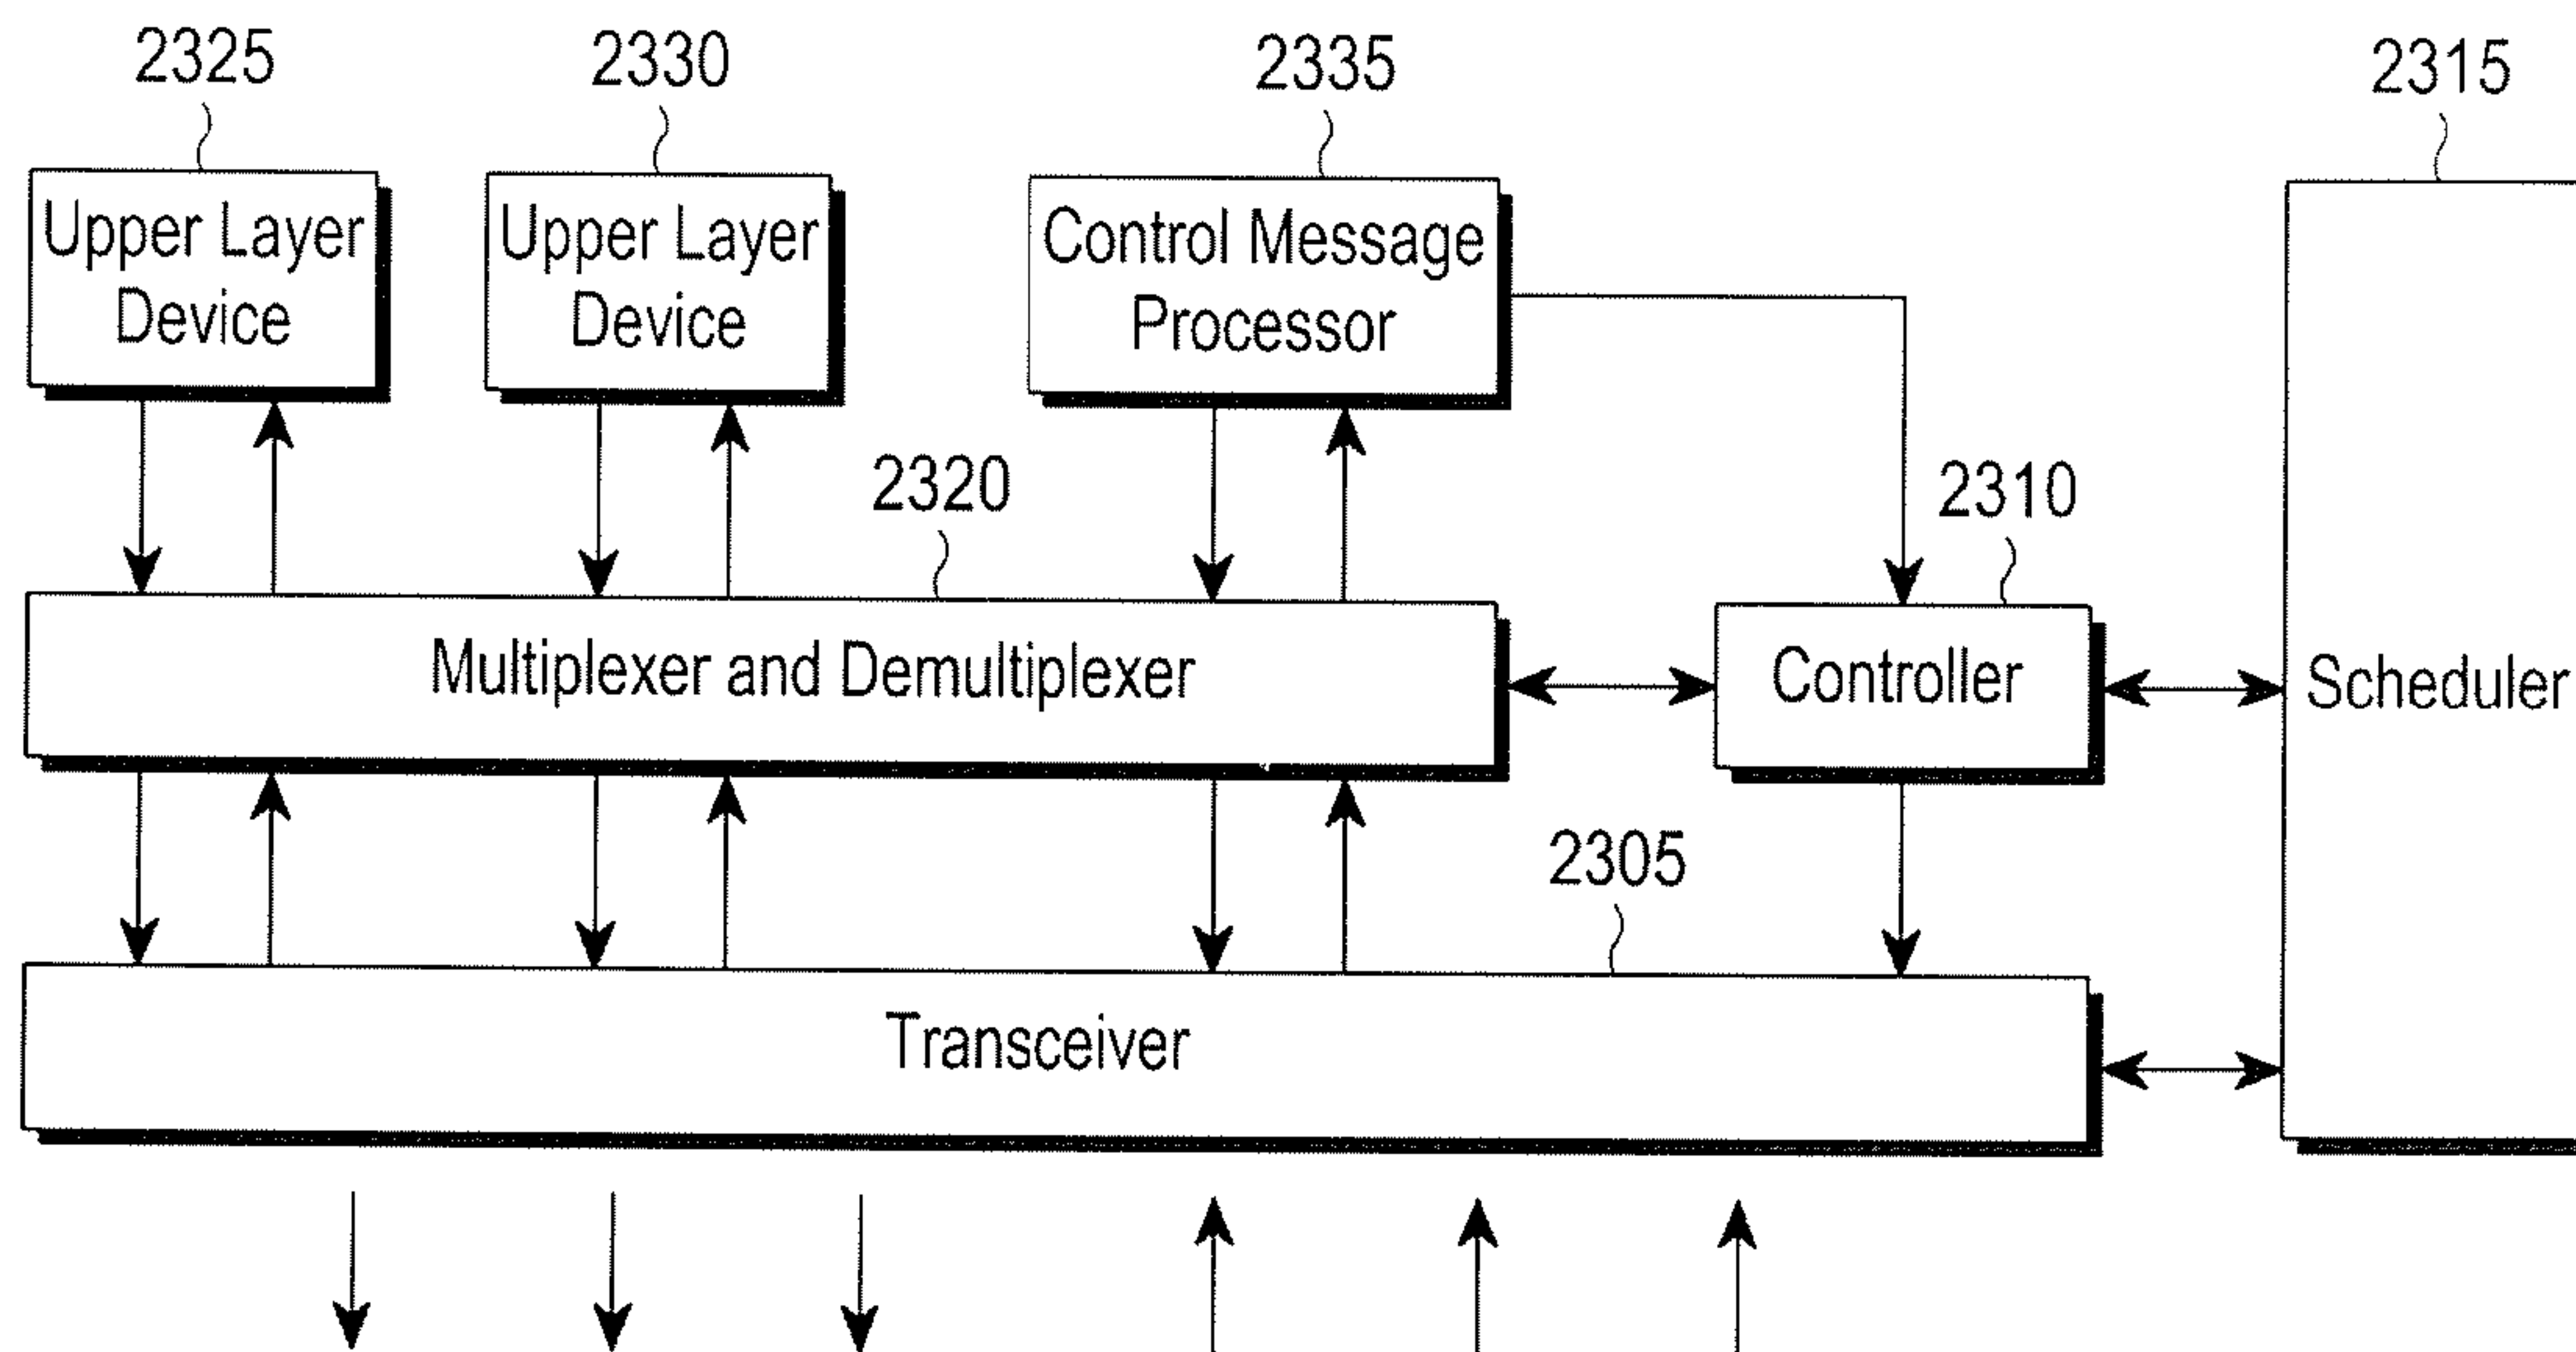 2325
2330
2335
2315
Upper Layer
Device
Upper Layer
Device
Control Message
Processor
2320
2310
Multiplexer and Demultiplexer
Controller
Scheduler
2305
Transceiver